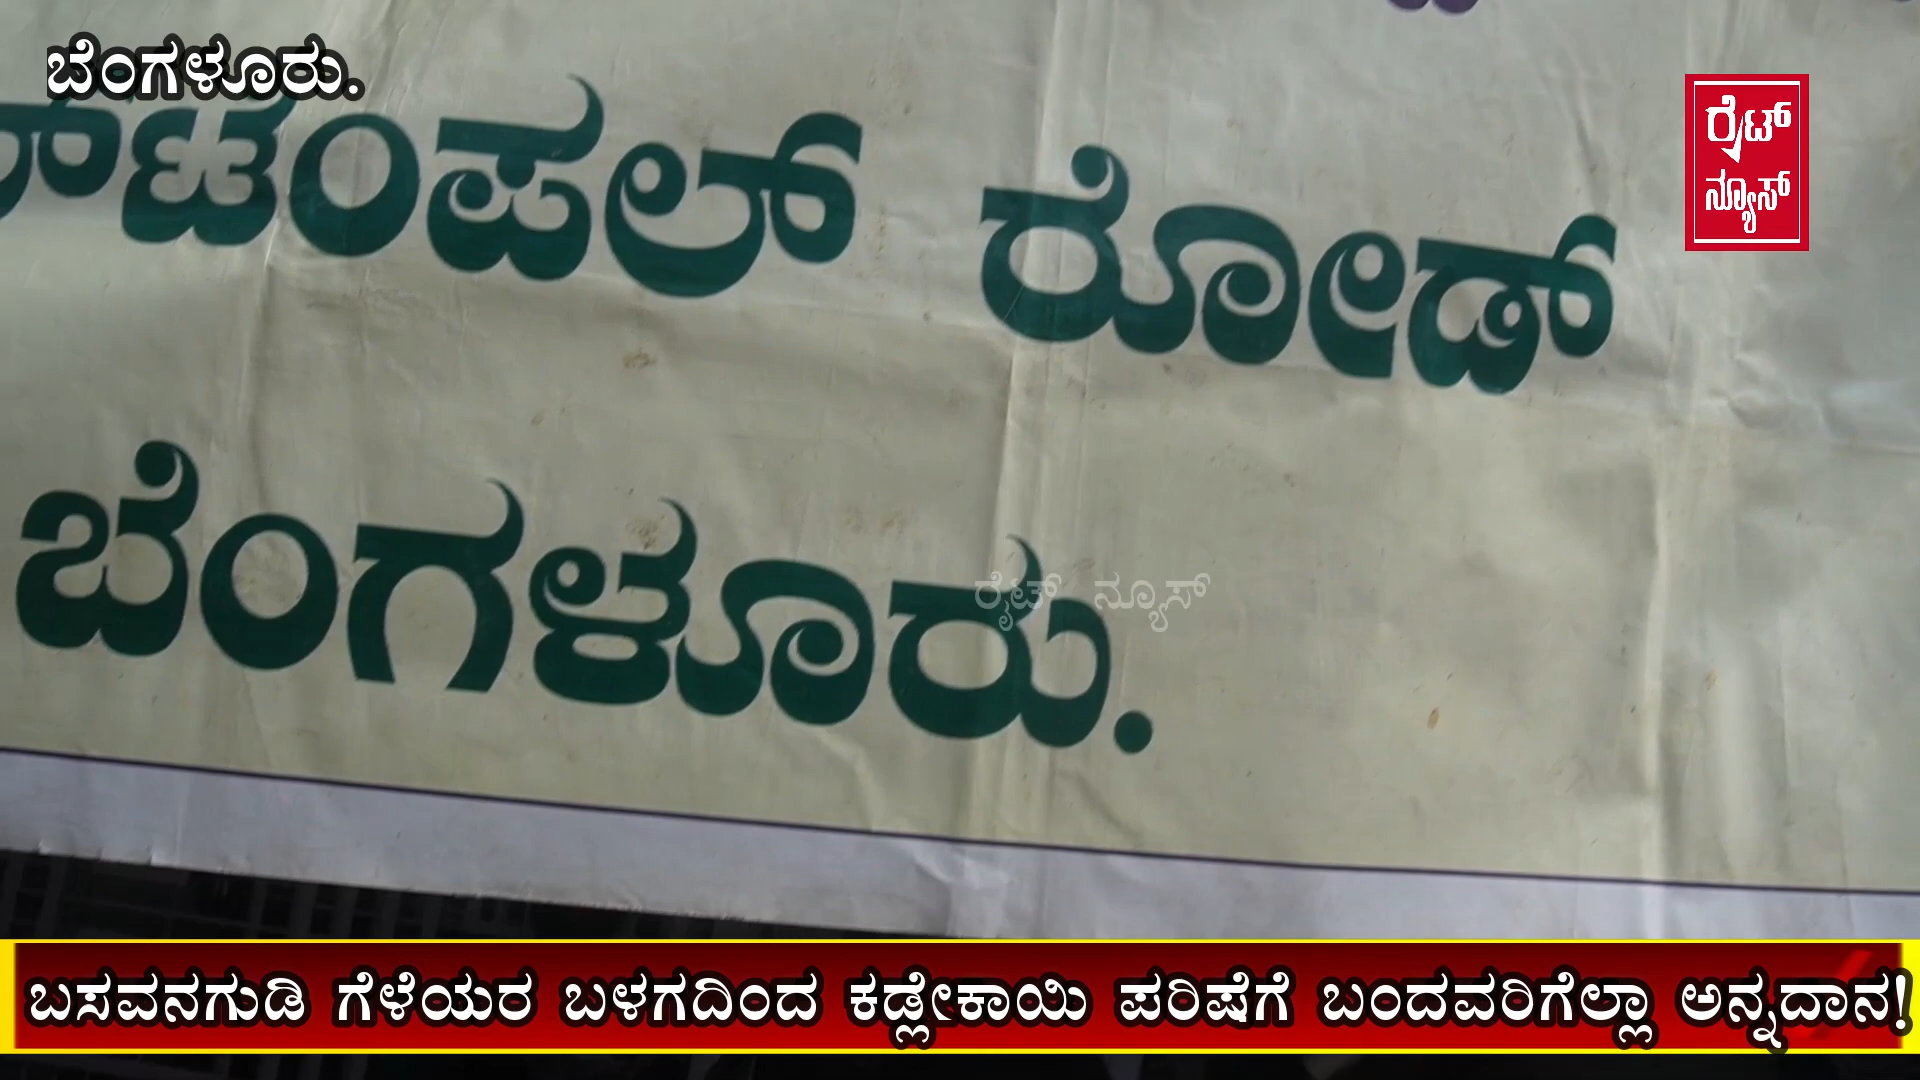 ಬೆಂಗಳೂರು.
ರೈಟ್
ನ್ಯೂಸ್
ಟೆಂಪಲ್ ರೋಡ್
ಬೆಂಗಳೂರು.
ರೈಟ್ ನ್ಯೂಸ್
ಬಸವನಗುಡಿ ಗೆಳೆಯರ ಬಳಗದಿಂದ ಕಡ್ಲೇಕಾಯಿ ಪರಿಷೆಗೆ ಬಂದವರಿಗೆಲ್ಲಾ ಅನ್ನದಾನ!